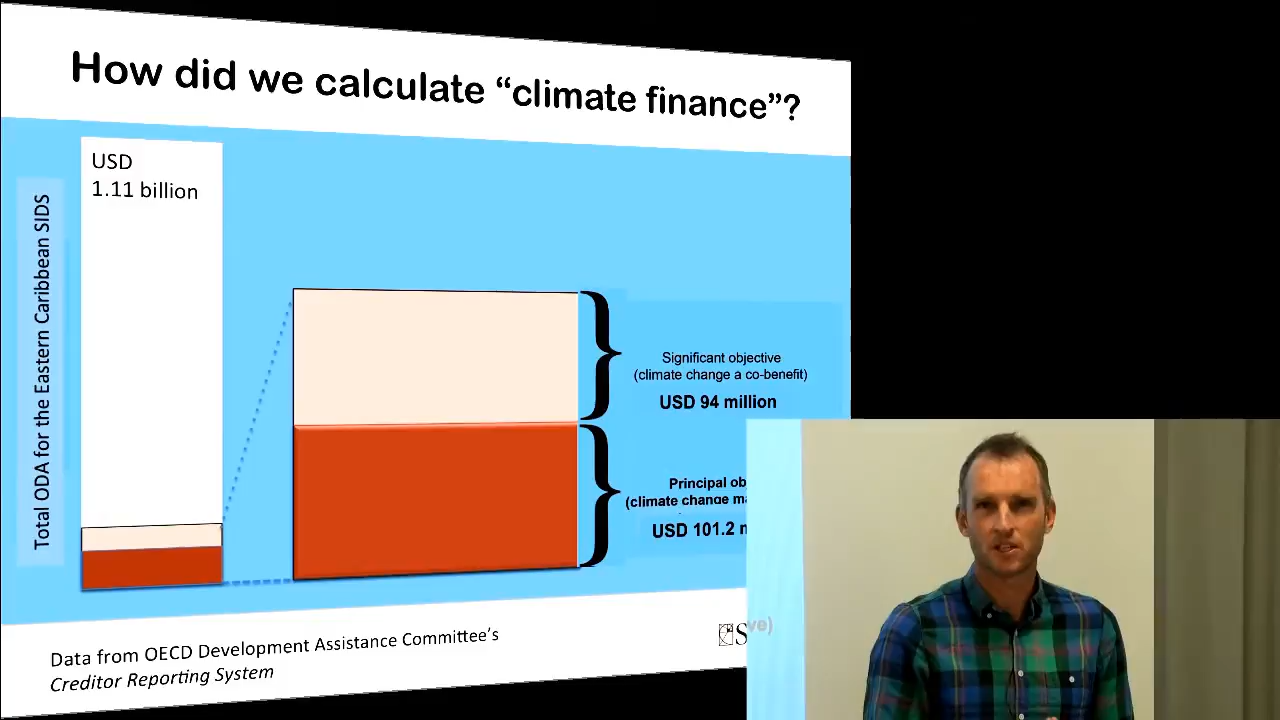 How did we calculate “climate finance”?
USD
1.11 billion
Total ODA for the Eastern Caribbean SIDS
Significant objective
(climate change a co-benefit)
USD 94 million
Principal
(climate change
USD 101.2
Data from OECD Development Assistance Committee’s
Creditor Reporting System